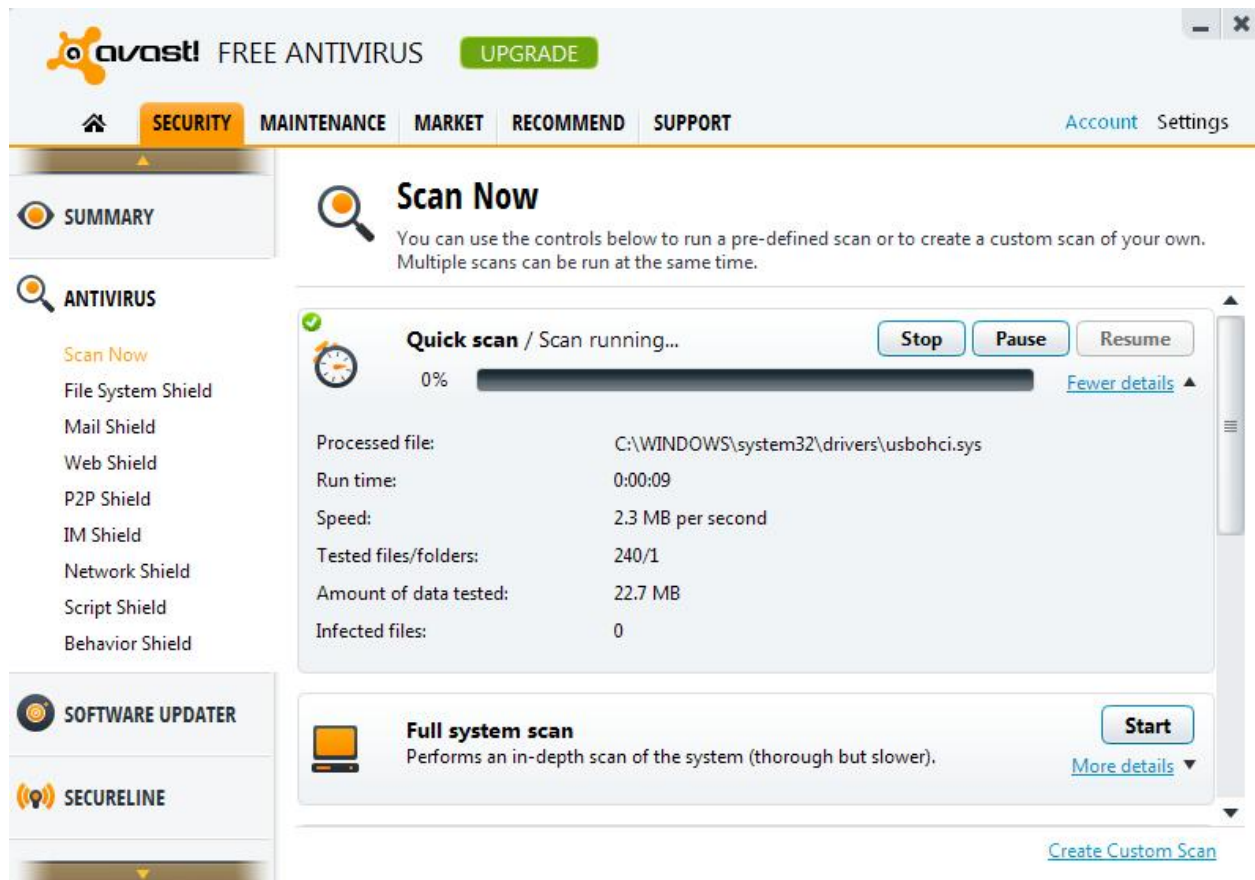 avast! FREE ANTIVIRUS UPGRADE
SECURITY MAINTENANCE MARKET RECOMMEND SUPPORT Account Settings
SUMMARY
ANTIVIRUS
Scan Now
File System Shield
Mail Shield
Web Shield
P2P Shield
IM Shield
Network Shield
Script Shield
Behavior Shield
SOFTWARE UPDATER
SECURELINE
Scan Now
You can use the controls below to run a pre-defined scan or to create a custom scan of your own.
Multiple scans can be run at the same time.
Quick scan / Scan running... Stop Pause Resume
0% Fewer details
Processed file: C:\WINDOWS\system32\drivers\usbohci.sys
Run time: 0:00:09
Speed: 2.3 MB per second
Tested files/folders: 240/1
Amount of data tested: 22.7 MB
Infected files: 0
Full system scan Start
Performs an in-depth scan of the system (thorough but slower).
More details
Create Custom Scan